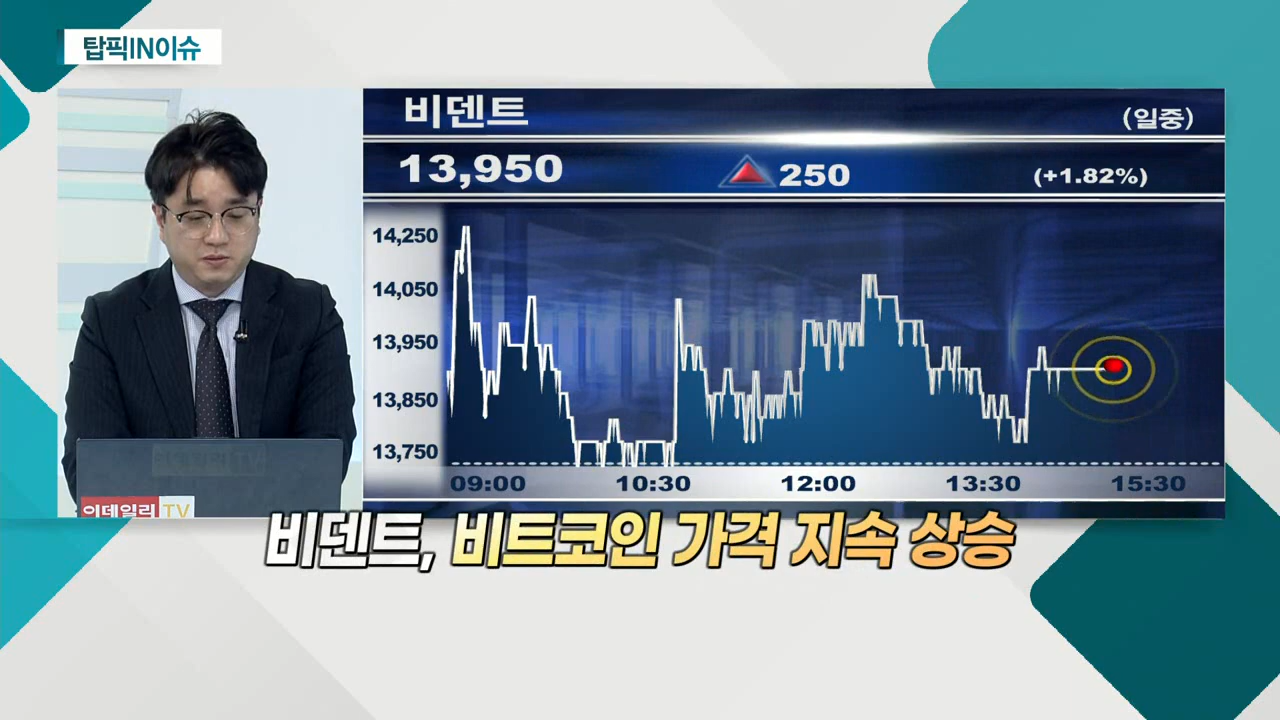 탑픽IN이슈
비덴트
(일중)
13,950
250
(+1.82%)
14,250
14,050
13,950
13,850
13,750
09:00
10:30
12:00
13:30
15:30
이데일리 TV
비덴트, 비트코인 가격 지속 상승